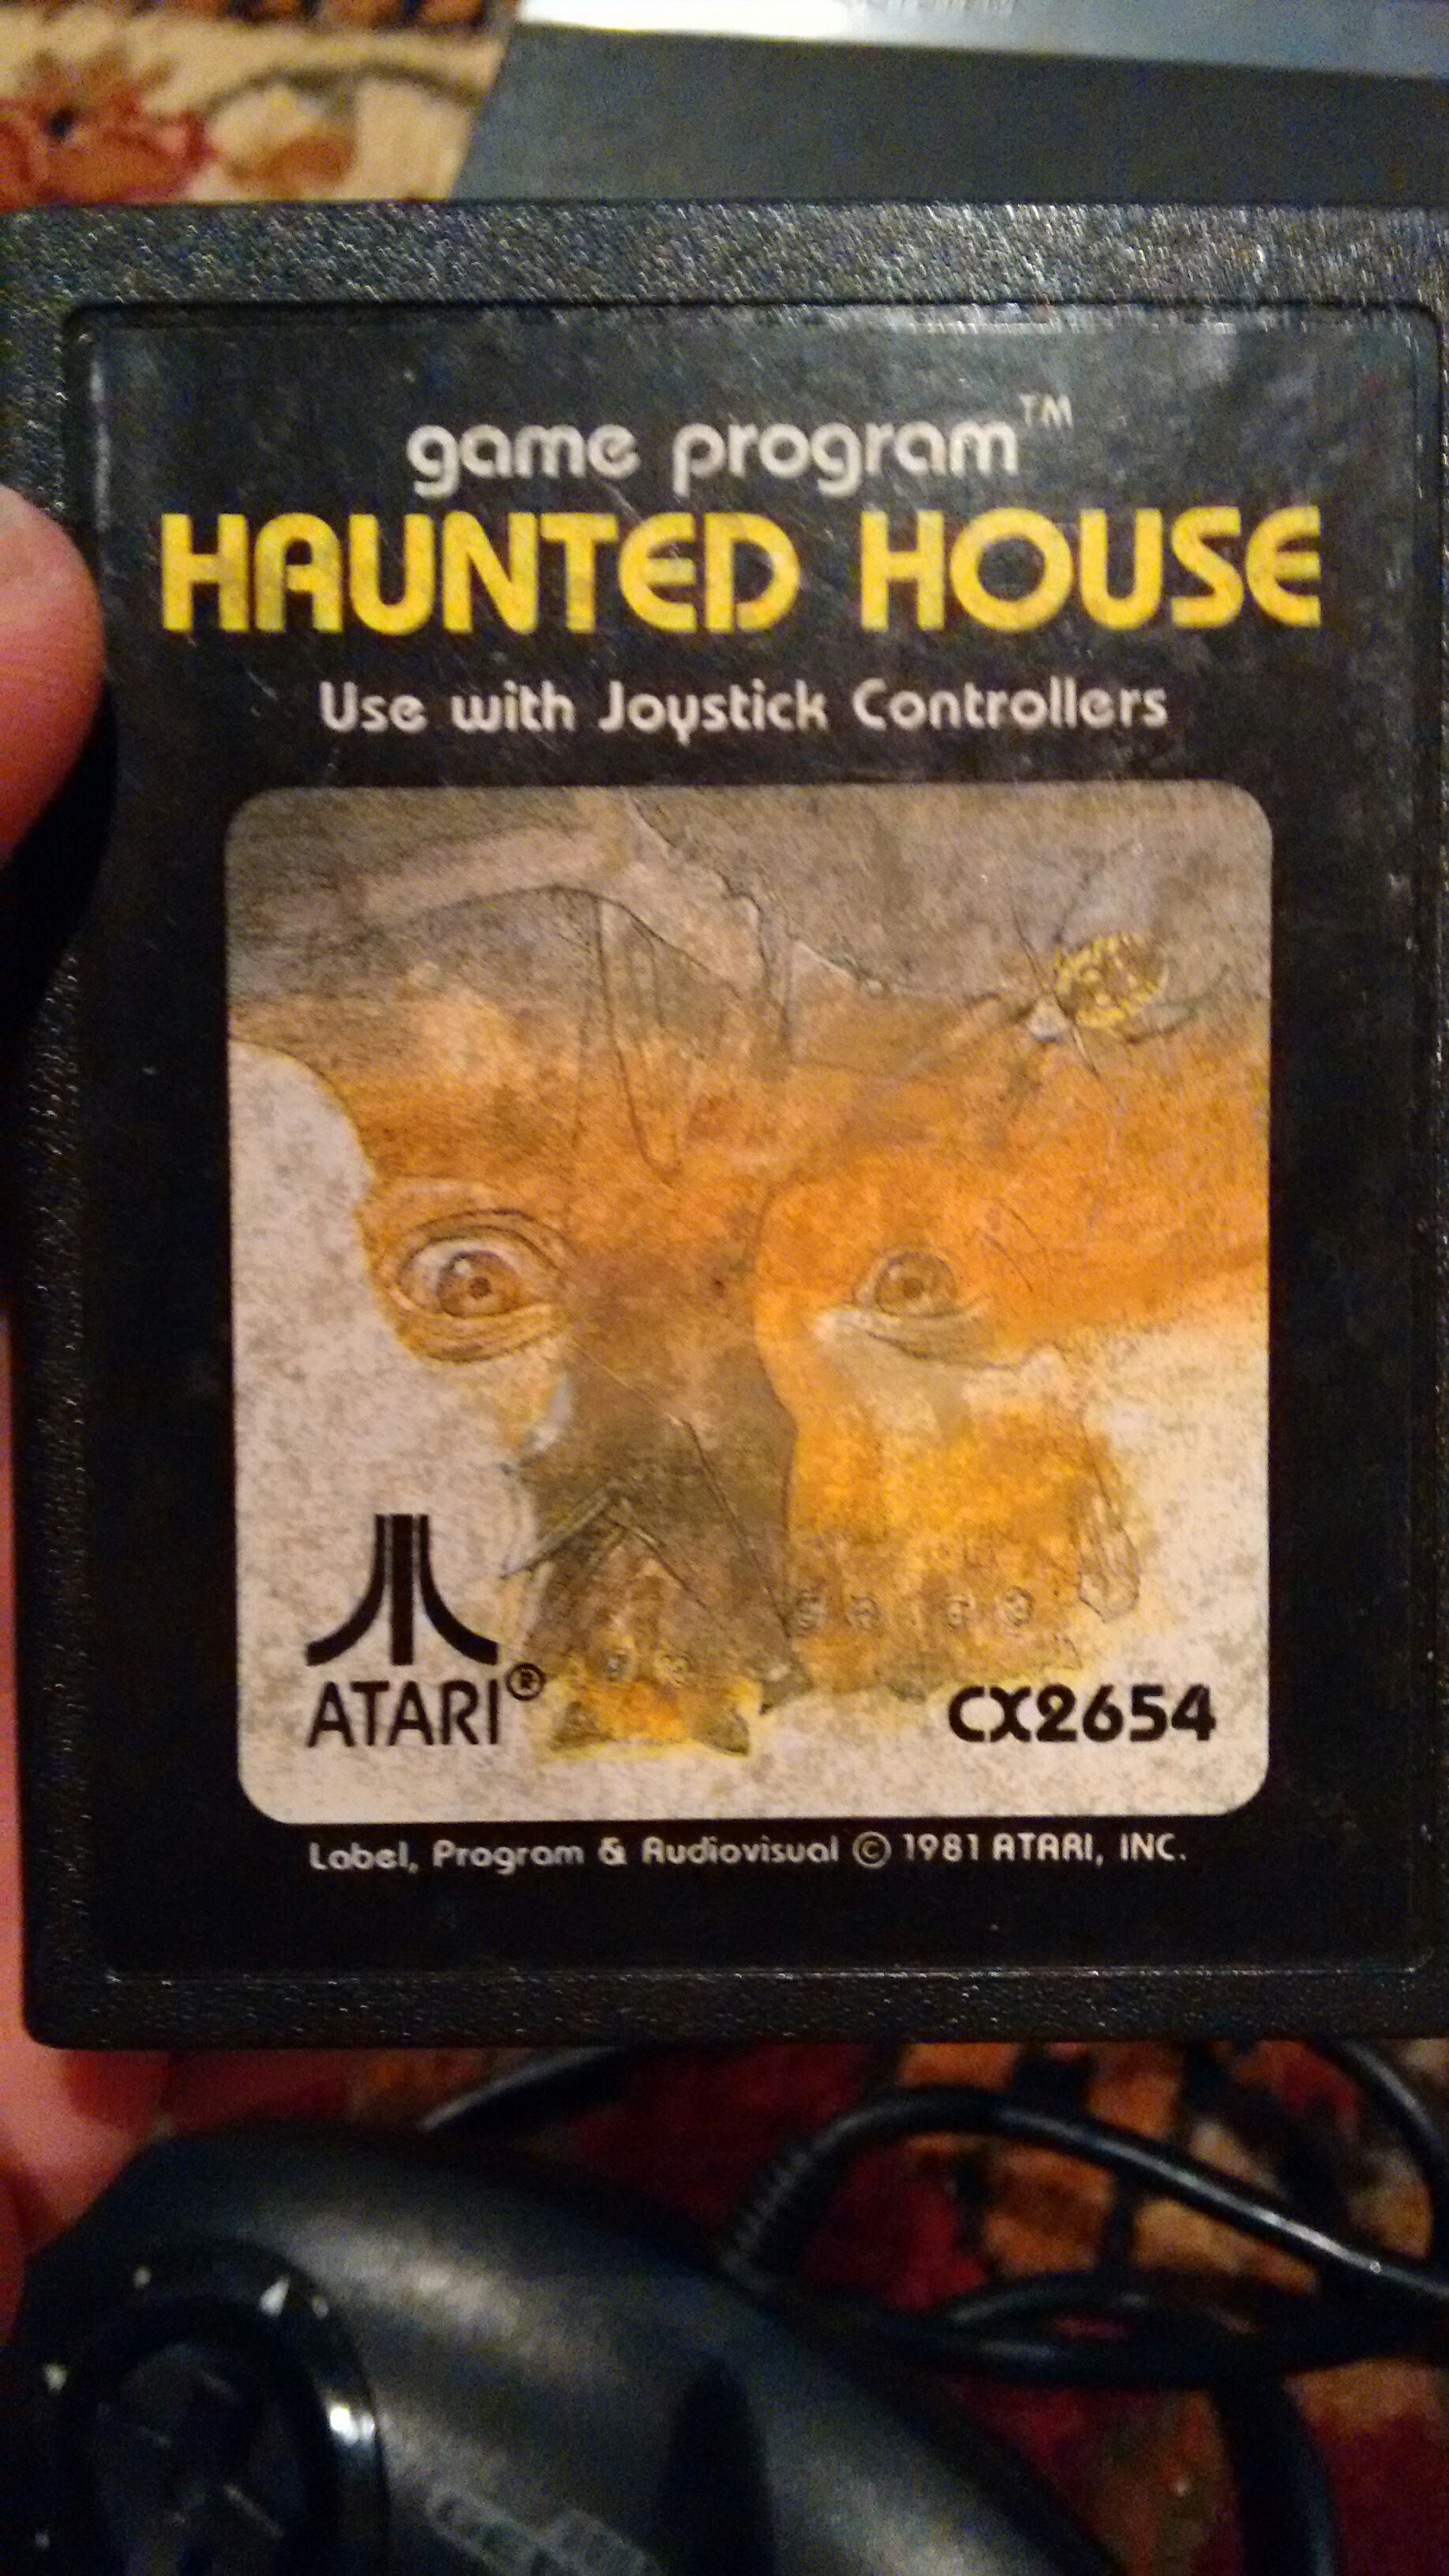 game program™
HAUNTED HOUSE
Use with Joystick Controllers
ATARI®
CX2654
Label, Program & Audiovisual © 1981 ATARI, INC.